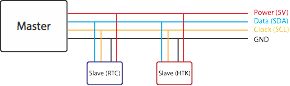 Master
Power (5V)
Data (SDA)
Clock (SCL)
GND
Slave (RTC)
Slave (HTK)